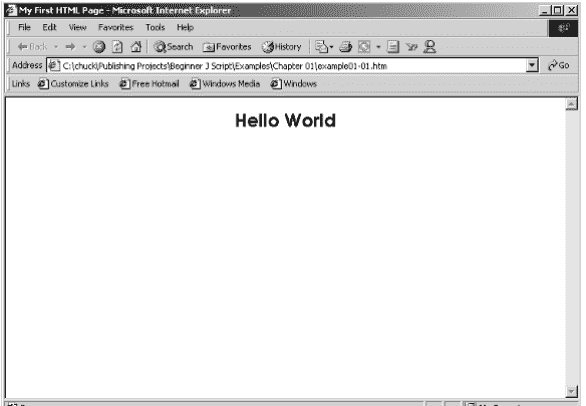 My First HTML Page - Microsoft Internet Explorer
File Edit View Favorites Tools Help
Back Search Favorites History
Address C:\chuck\Publishing Projects\Beginner J Script\Examples\Chapter 01\example01-01.htm Go
Links Customize Links Free Hotmail Windows Media Windows
Hello World